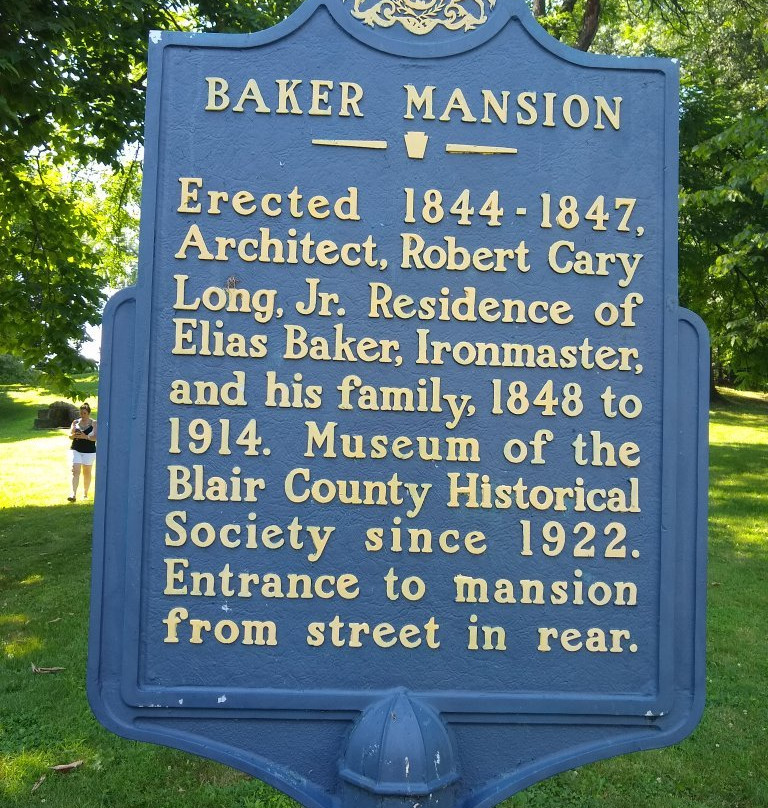 BAKER MANSION
Erected 1844-1847,
Architect, Robert Cary
Long, Jr. Residence of
Elias Baker, Ironmaster,
and his family, 1848 to
1914. Museum of the
Blair County Historical
Society since 1922.
Entrance to mansion
from street in rear.